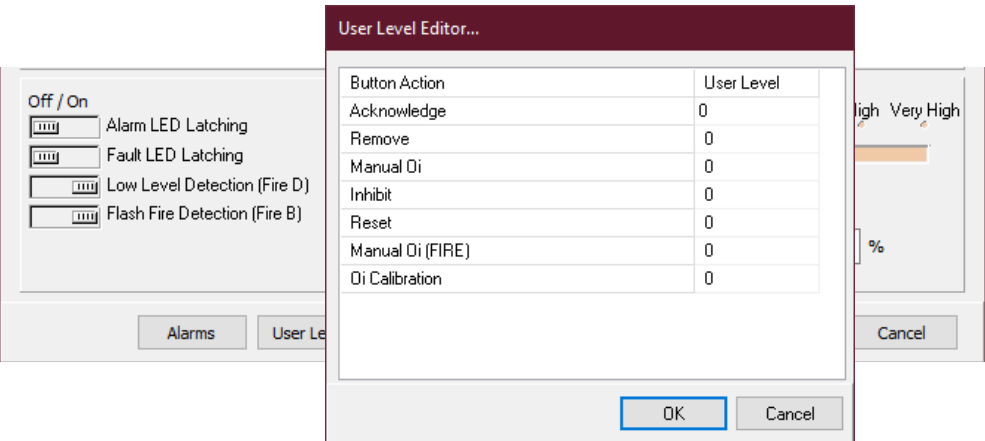 User Level Editor...
Button Action User Level
Acknowledge 0
Remove 0
Manual Oi 0
Inhibit 0
Reset 0
Manual Oi (FIRE) 0
Oi Calibration 0
OK Cancel
Off / On
Alarm LED Latching
Fault LED Latching
Low Level Detection (Fire D)
Flash Fire Detection (Fire B)
Very High
%
Alarms User Le
Cancel